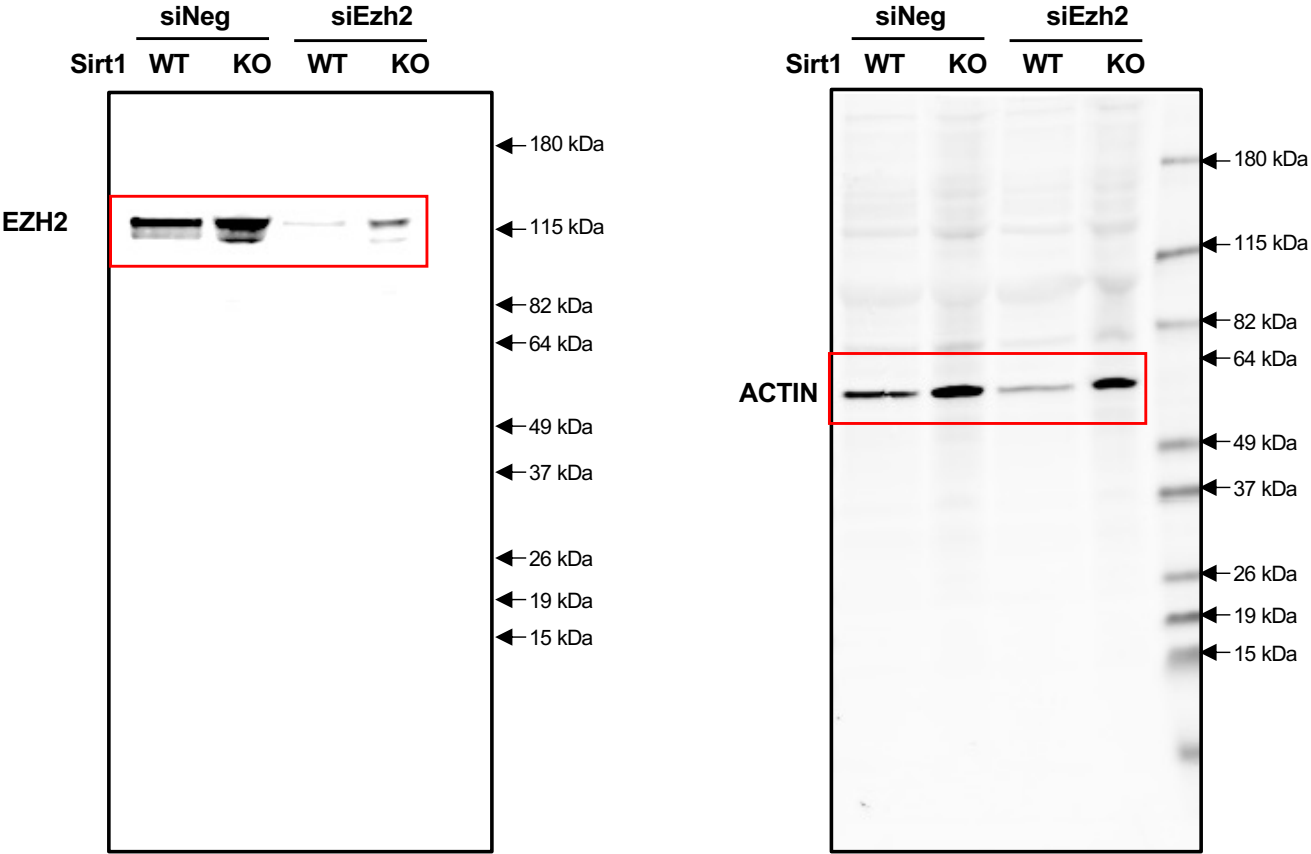 siNeg siEzh2
Sirt1 WT KO WT KO
180 kDa
EZH2
115 kDa
82 kDa
64 kDa
49 kDa
37 kDa
26 kDa
19 kDa
15 kDa
siNeg siEzh2
Sirt1 WT KO WT KO
180 kDa
115 kDa
82 kDa
64 kDa
ACTIN
49 kDa
37 kDa
26 kDa
19 kDa
15 kDa